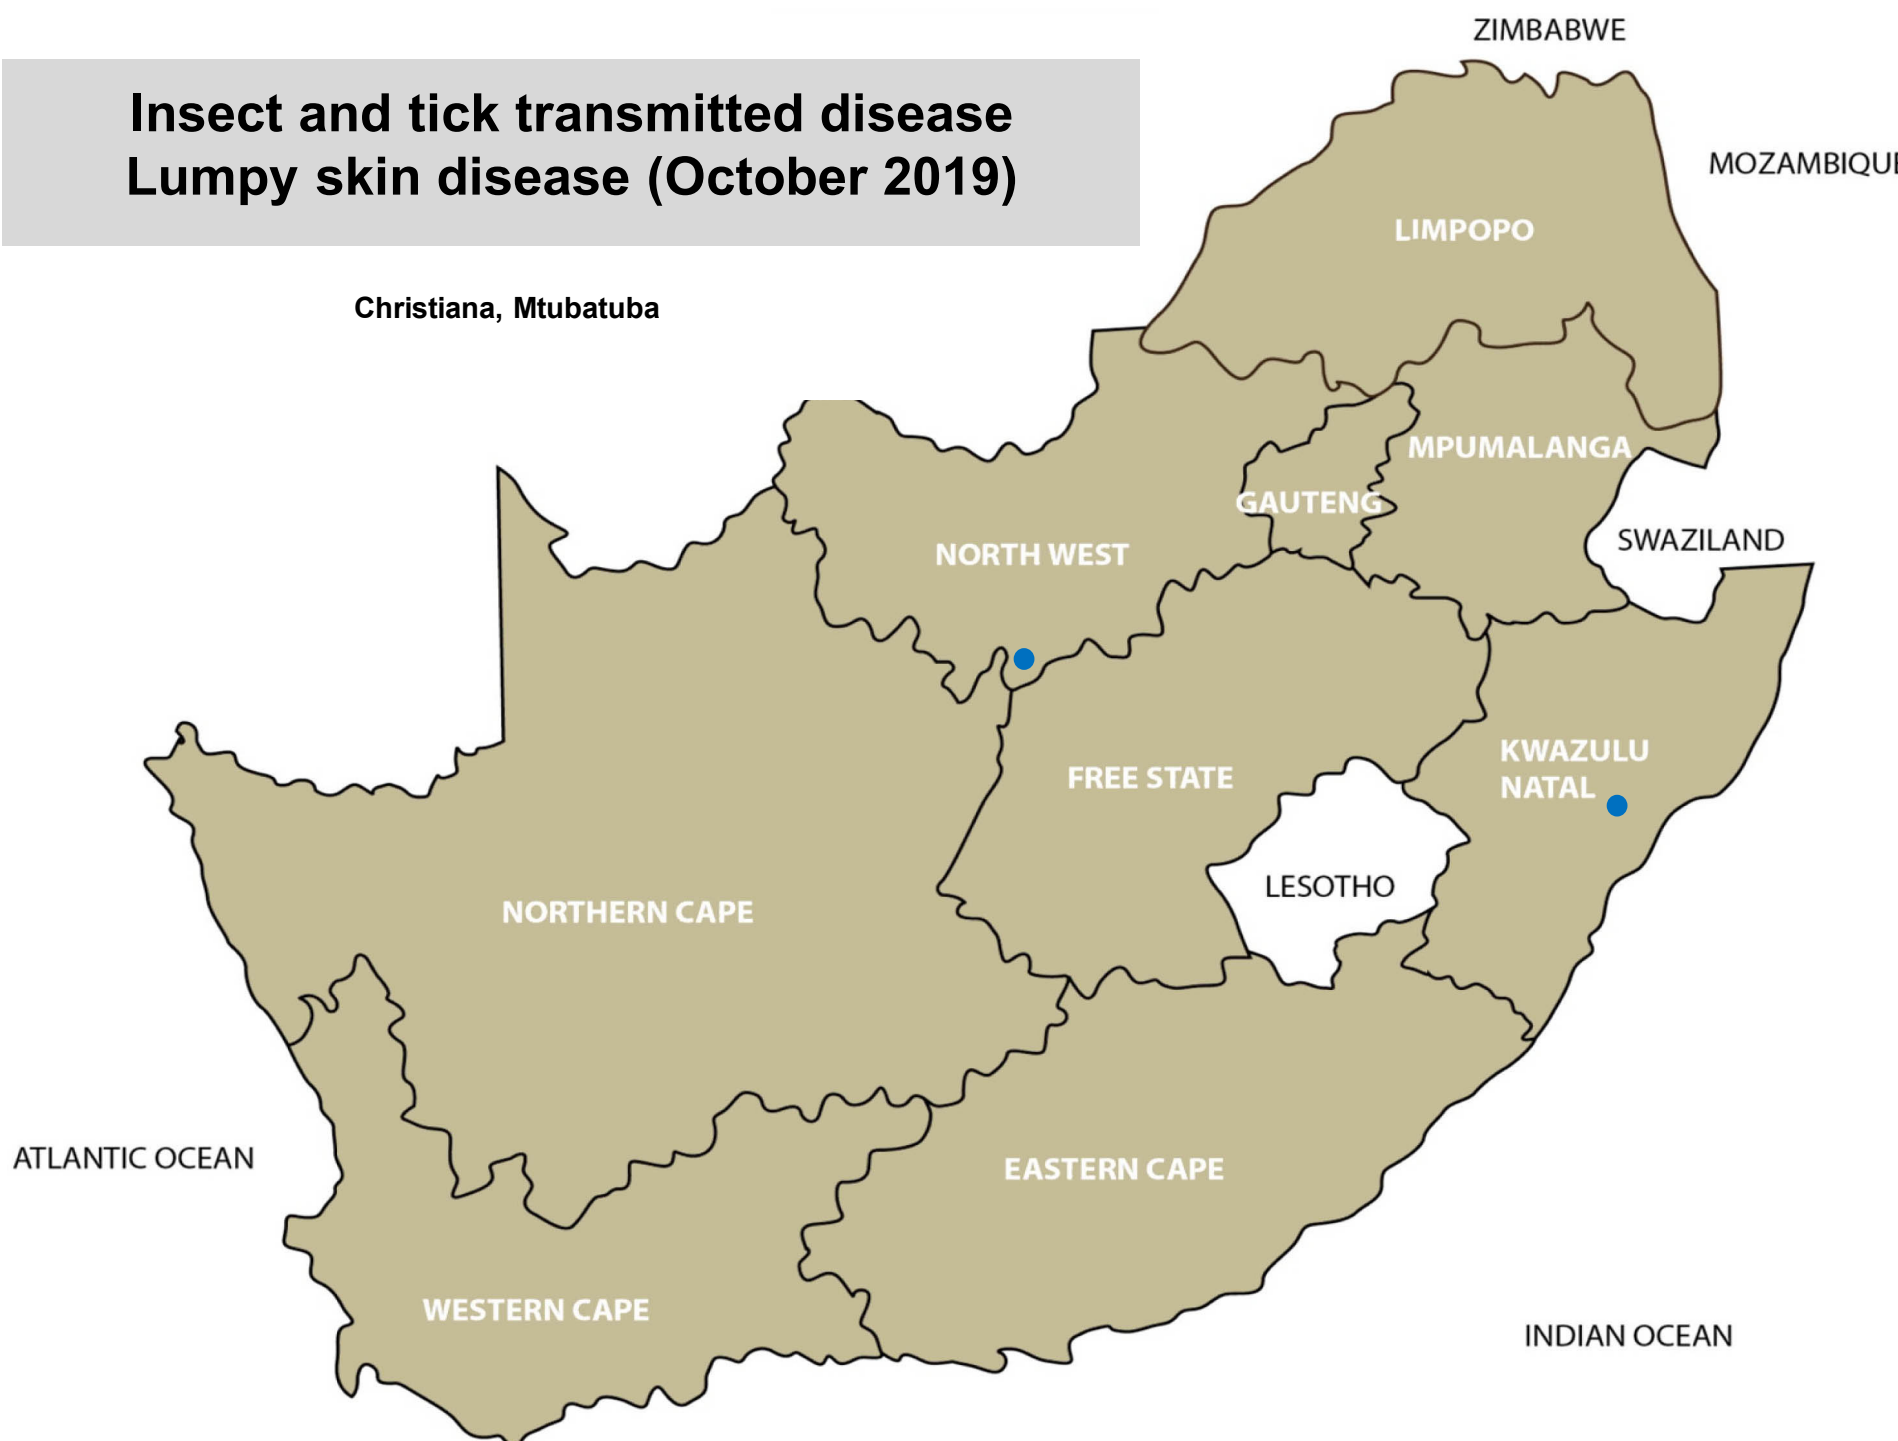 ZIMBABWE
Insect and tick transmitted disease
Lumpy skin disease (October 2019)
MOZAMBIQUE
LIMPOPO
Christiana, Mtubatuba
MPUMALANGA
GAUTENG
SWAZILAND
NORTH WEST
KWAZULU
NATAL
FREE STATE
LESOTHO
NORTHERN CAPE
ATLANTIC OCEAN
EASTERN CAPE
WESTERN CAPE
INDIAN OCEAN